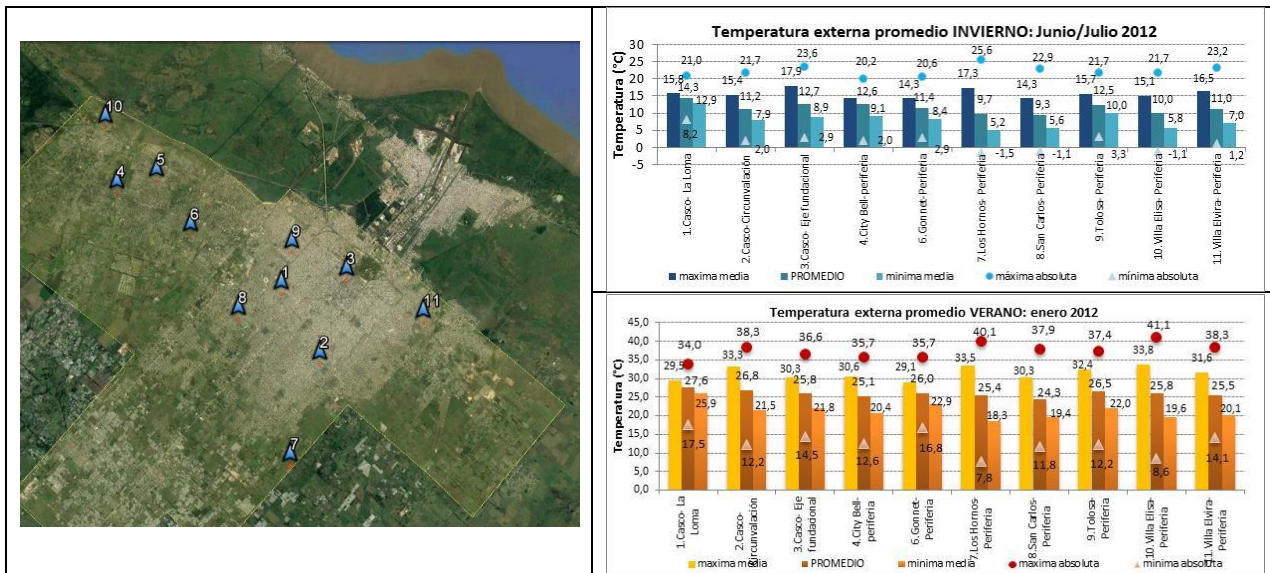 10
5
4
6
9
3
1
8
11
2
7
Temperatura externa promedio INVIERNO: Junio/Julio 2012
Temperatura (°C)
30
25
20
15
10
5
0
-5
21,0 21,7 23,6 20,2 20,6 25,6 22,9 21,7 21,7 23,2
15,8 15,4 17,9 14,3 14,3 17,3 14,3 15,7 15,1 16,5
14,3 11,2 12,7 12,6 11,4 9,7 9,3 12,5 10,0 11,0
12,9 7,9 8,9 9,1 8,4 5,2 5,6 10,0 5,8 7,0
8,2 2,0 2,9 2,0 2,9 -1,5 -1,1 3,3 -1,1 1,2
1.Casco- La Loma
2.Casco-Circunvalación
3.Casco- Eje fundacional
4.City Bell-periferia
6.Gonnet-Periferia
7.Los Hornos- Periferia
8.San Carlos- Periferia
9.Tolosa- Periferia
10.Villa Elisa- Periferia
11.Villa Elvira- Periferia
maxima media PROMEDIO minima media máxima absoluta mínima absoluta
Temperatura externa promedio VERANO: enero 2012
Temperatura (°C)
45,0
40,0
35,0
30,0
25,0
20,0
15,0
10,0
5,0
0,0
34,0 38,3 36,6 35,7 35,7 40,1 37,9 37,4 41,1 38,3
29,5 33,3 30,3 30,6 29,1 33,5 30,3 32,4 33,8 31,6
27,6 26,8 25,8 25,1 26,0 25,4 24,3 26,5 25,8 25,5
25,9 21,5 21,8 20,4 22,9 18,3 19,4 22,0 19,6 20,1
17,5 12,2 14,5 12,6 16,8 7,8 11,8 12,2 8,6 14,1
1.Casco- La Loma
2.Casco-Circunvalación
3.Casco- Eje fundacional
4.City Bell-periferia
6.Gonnet-Periferia
7.Los Hornos-Periferia
8.San Carlos-Periferia
9.Tolosa-Periferia
10.Villa Elisa-Periferia
11.Villa Elvira-Periferia
maxima media PROMEDIO minima media maxima absoluta minima absoluta